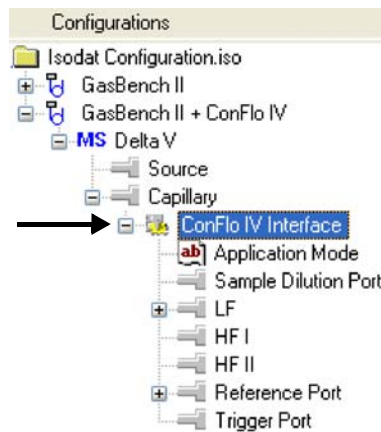 Configurations
Isodat Configuration.iso
GasBench II
GasBench II + ConFlo IV
MS Delta V
Source
Capillary
ConFlo IV Interface
ab Application Mode
Sample Dilution Port
LF
HF I
HF II
Reference Port
Trigger Port